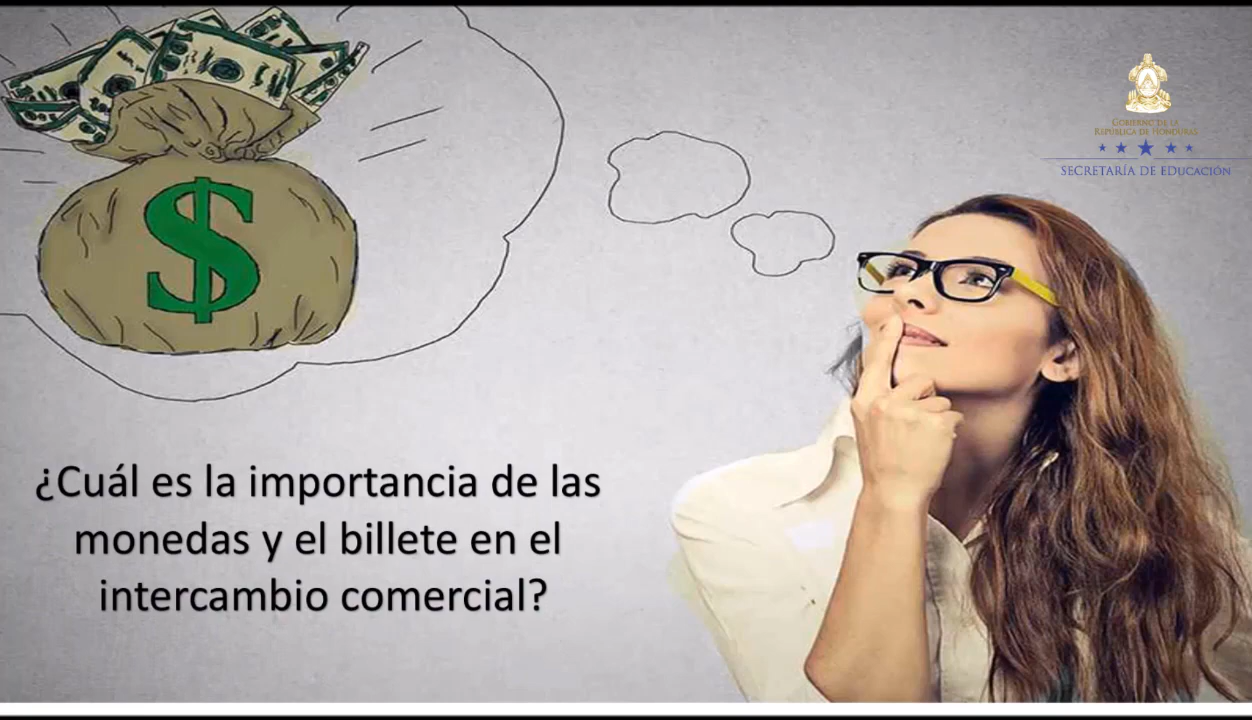 GOBIERNO DE LA
REPÚBLICA DE HONDURAS
SECRETARÍA DE EDUCACIÓN
$
¿Cuál es la importancia de las
monedas y el billete en el
intercambio comercial?